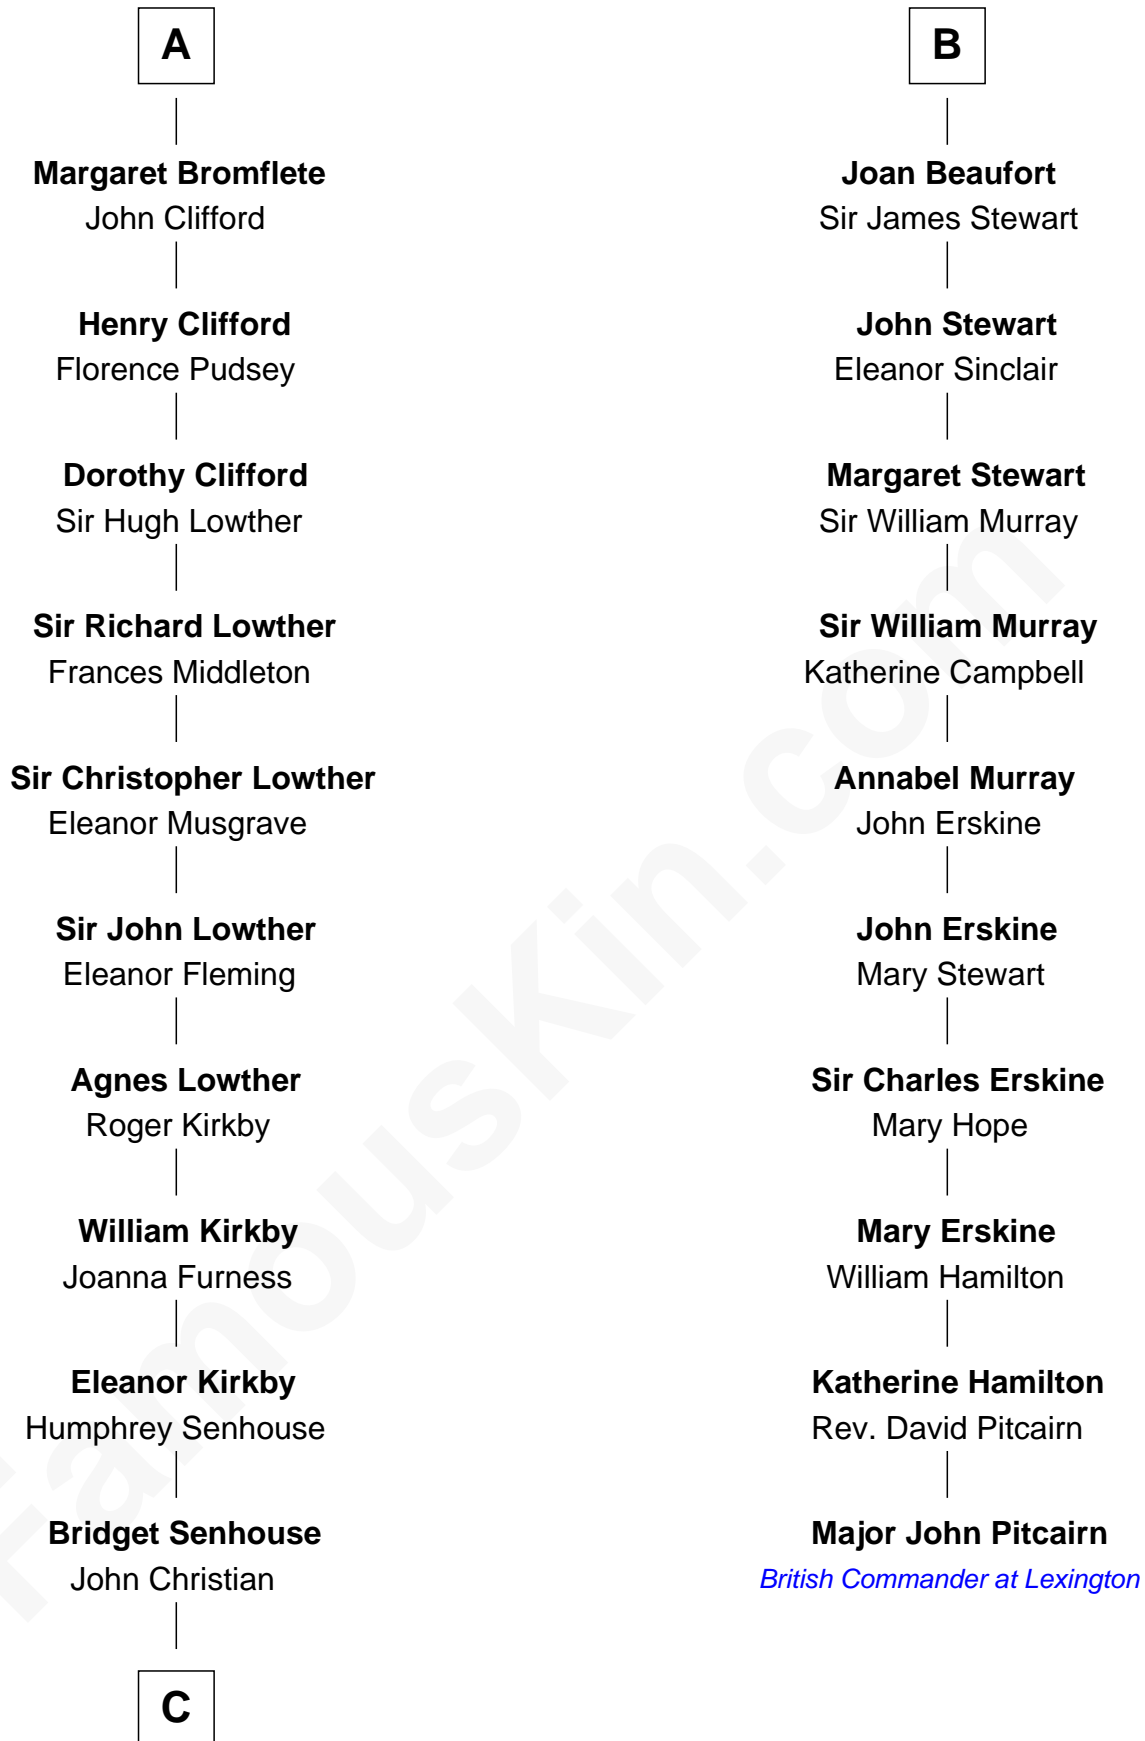 A
Margaret Bromflete
John Clifford
Henry Clifford
Florence Pudsey
Dorothy Clifford
Sir Hugh Lowther
Sir Richard Lowther
Frances Middleton
Sir Christopher Lowther
Eleanor Musgrave
Sir John Lowther
Eleanor Fleming
Agnes Lowther
Roger Kirkby
William Kirkby
Joanna Furness
Eleanor Kirkby
Humphrey Senhouse
Bridget Senhouse
John Christian
C
B
Joan Beaufort
Sir James Stewart
John Stewart
Eleanor Sinclair
Margaret Stewart
Sir William Murray
Sir William Murray
Katherine Campbell
Annabel Murray
John Erskine
John Erskine
Mary Stewart
Sir Charles Erskine
Mary Hope
Mary Erskine
William Hamilton
Katherine Hamilton
Rev. David Pitcairn
Major John Pitcairn
British Commander at Lexington
FamousKin.com